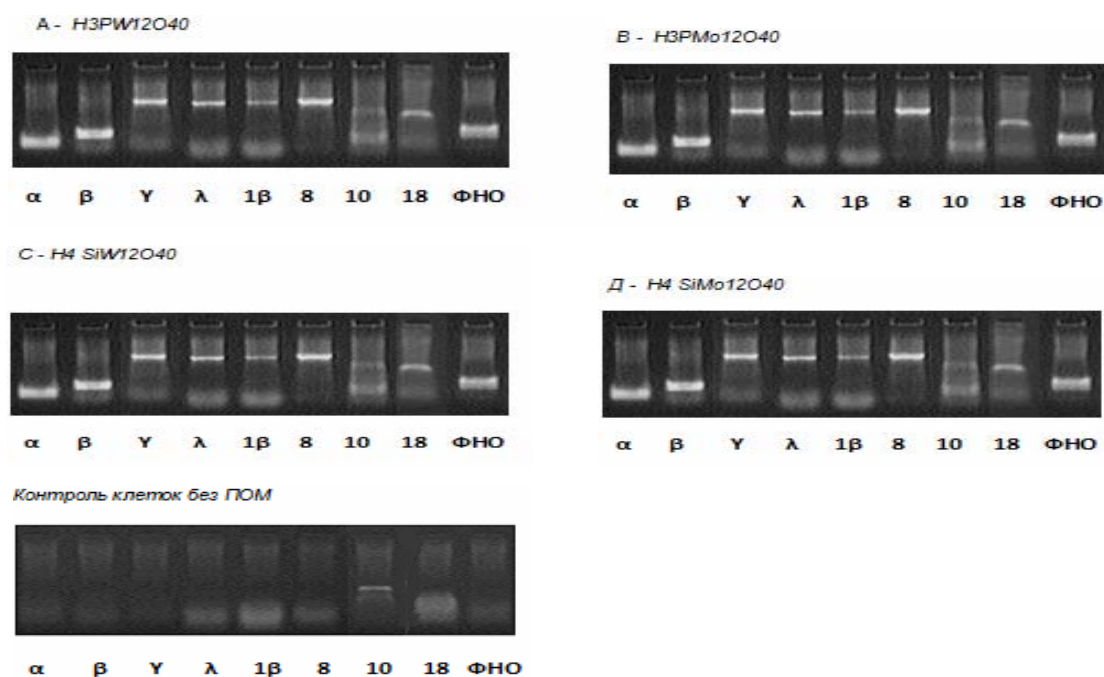 А - H3PW12O40
α β Υ λ 1β 8 10 18 ФНО
В - H3PMo12O40
α β Υ λ 1β 8 10 18 ФНО
С - H4 SiW12O40
α β Υ λ 1β 8 10 18 ФНО
Д - H4 SiMo12O40
α β Υ λ 1β 8 10 18 ФНО
Контроль клеток без ПОМ
α β Υ λ 1β 8 10 18 ФНО